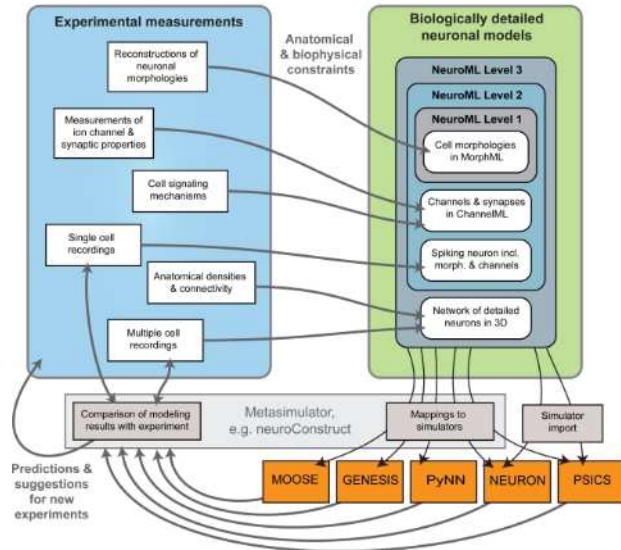 Experimental measurements
Reconstructions of
neuronal morphologies
Measurements of
ion channel &
synaptic properties
Cell signaling
mechanisms
Single cell
recordings
Anatomical densities
& connectivity
Multiple cell
recordings
Anatomical
& biophysical
constraints
Biologically detailed
neuronal models
NeuroML Level 3
NeuroML Level 2
NeuroML Level 1
Cell morphologies
in MorphML
Channels & synapses
in ChannelML
Spiking neuron incl.
morph. & channels
Network of detailed
neurons in 3D
Comparison of modeling
results with experiment
Metasimulator,
e.g. neuroConstruct
Mappings to
simulators
Simulator
import
Predictions &
suggestions
for new
experiments
MOOSE
GENESIS
PyNN
NEURON
PSICS